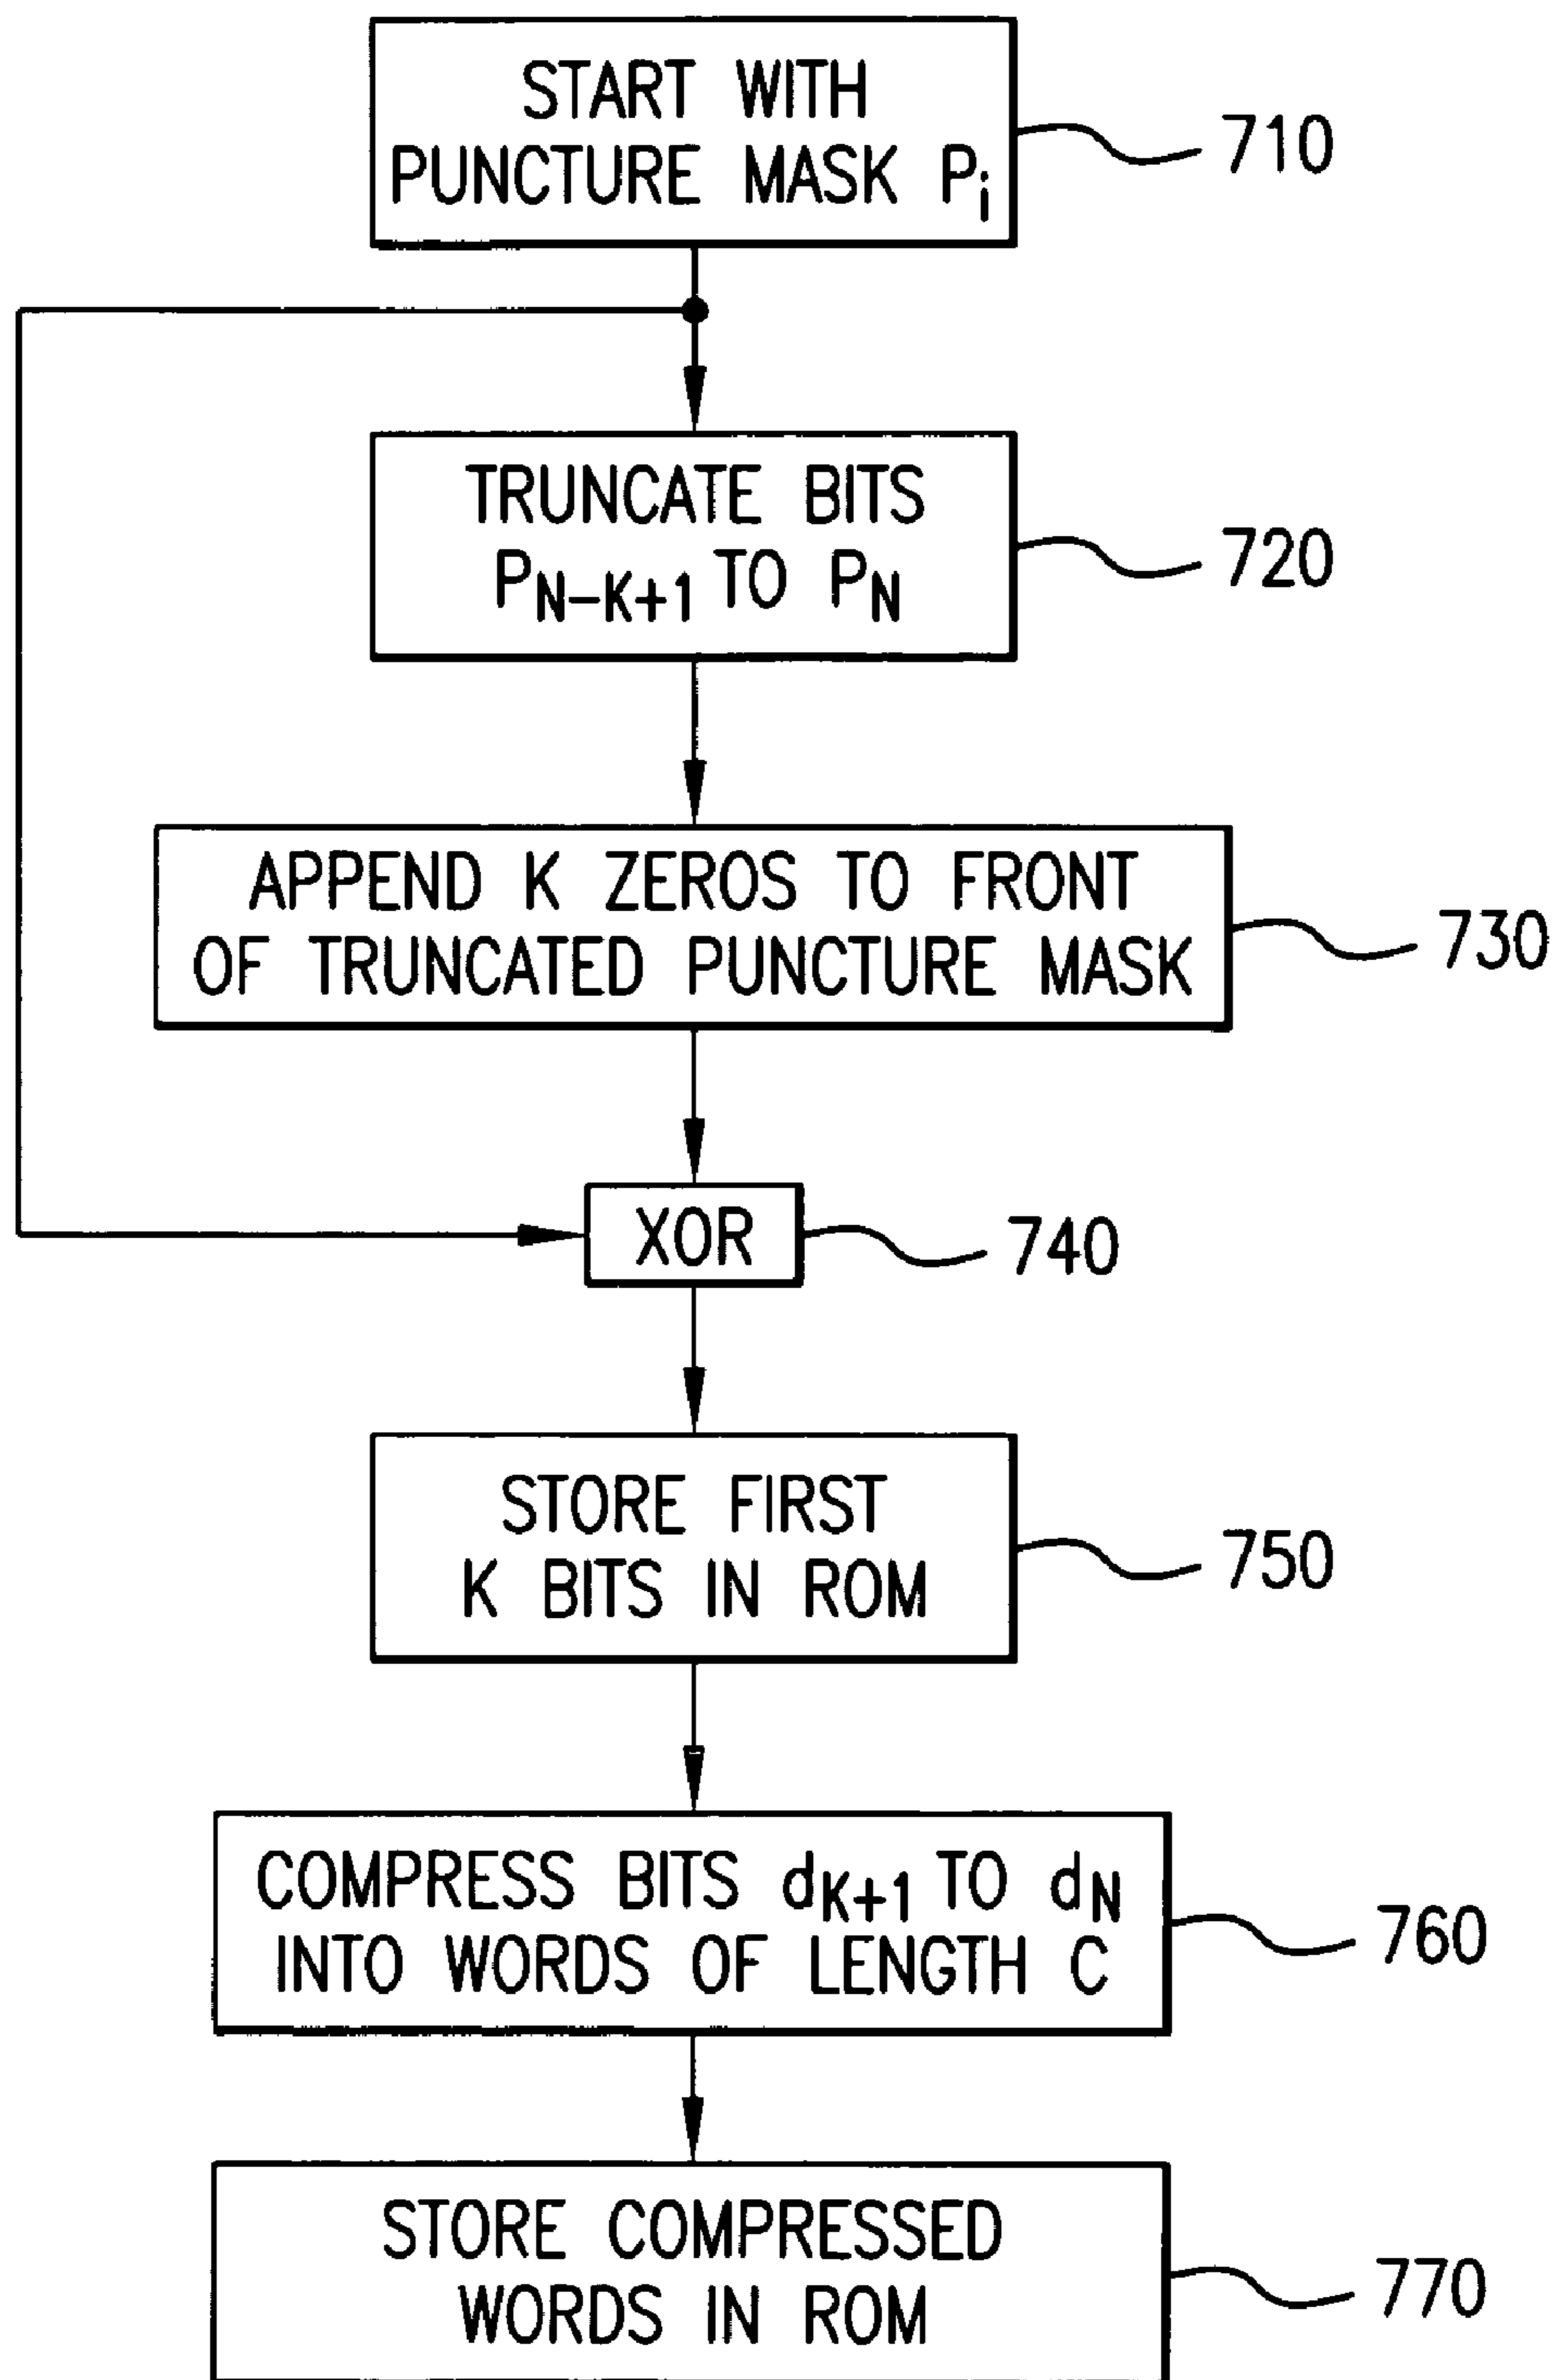 START WITH
PUNCTURE MASK Pi
710
TRUNCATE BITS
PN-K+1 TO PN
720
APPEND K ZEROS TO FRONT
OF TRUNCATED PUNCTURE MASK
730
XOR
740
STORE FIRST
K BITS IN ROM
750
COMPRESS BITS dK+1 TO dN
INTO WORDS OF LENGTH C
760
STORE COMPRESSED
WORDS IN ROM
770